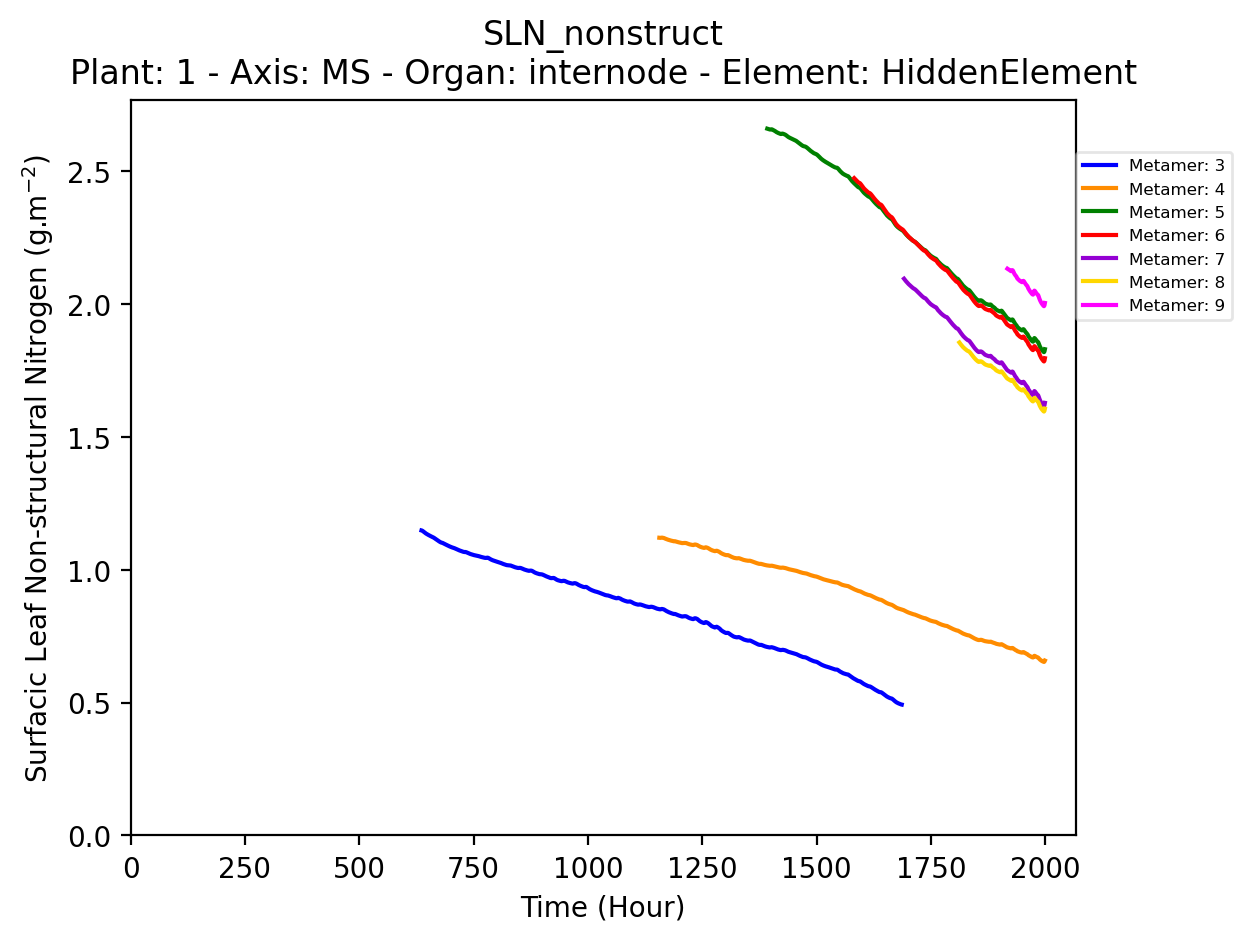 SLN_nonstruct
Plant: 1 - Axis: MS - Organ: internode - Element: HiddenElement
Surfacic Leaf Non-structural Nitrogen (g.m⁻²)
2.5
2.0
1.5
1.0
0.5
0.0
0 250 500 750 1000 1250 1500 1750 2000
Time (Hour)
Metamer: 3
Metamer: 4
Metamer: 5
Metamer: 6
Metamer: 7
Metamer: 8
Metamer: 9